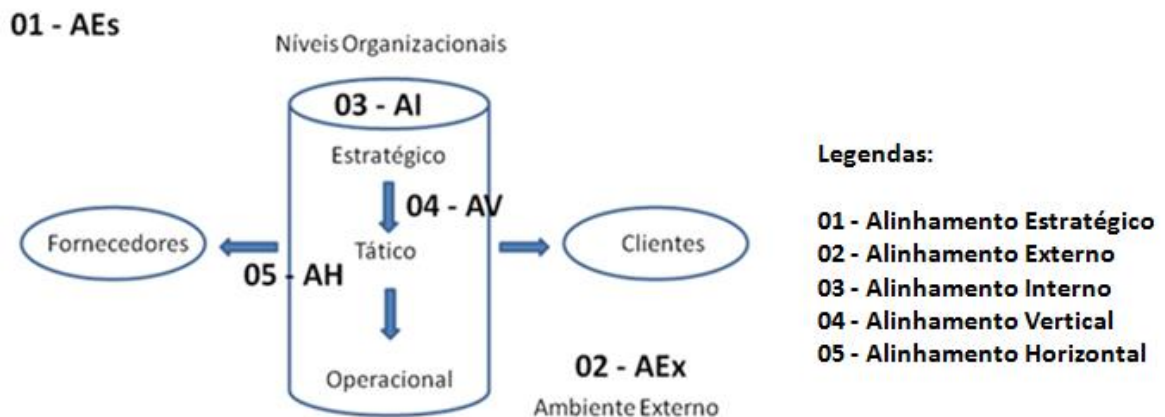 01 - AEs
Níveis Organizacionais
03 - AI
Estratégico
04 - AV
Fornecedores
Tático
Clientes
05 - AH
Operacional
02 - AEx
Ambiente Externo
Legendas:
01 - Alinhamento Estratégico
02 - Alinhamento Externo
03 - Alinhamento Interno
04 - Alinhamento Vertical
05 - Alinhamento Horizontal